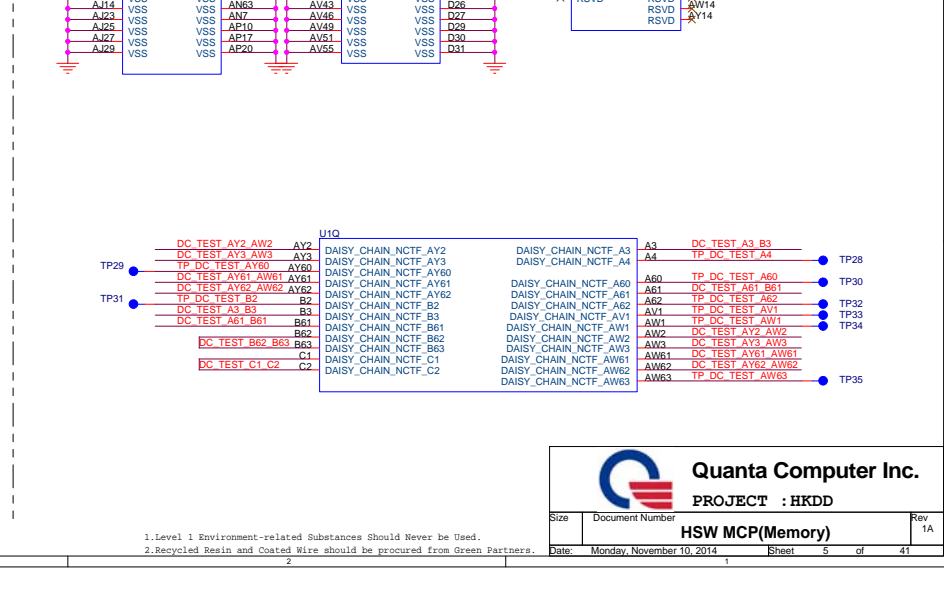 VSS VSS AN63 AV43 VSS VSS D26 RSVD RSVD AW14
AJ14 VSS VSS AN7 AV46 VSS VSS D27 RSVD AY14
AJ23 VSS VSS AP10 AV49 VSS VSS D29 RSVD
AJ25 VSS VSS AP17 AV51 VSS VSS D30
AJ27 VSS VSS AP20 AV55 VSS VSS D31
AJ29 VSS VSS VSS VSS
U1Q
DC_TEST_AY2_AW2 AY2 DAISY_CHAIN_NCTF_AY2 DAISY_CHAIN_NCTF_A3 A3 DC_TEST_A3_B3
DC_TEST_AY3_AW3 AY3 DAISY_CHAIN_NCTF_AY3 DAISY_CHAIN_NCTF_A4 A4 TP_DC_TEST_A4 TP28
TP29 TP_DC_TEST_AY60 AY60 DAISY_CHAIN_NCTF_AY60
DC_TEST_AY61_AW61 AY61 DAISY_CHAIN_NCTF_AY61 DAISY_CHAIN_NCTF_A60 A60 TP_DC_TEST_A60 TP30
DC_TEST_AY62_AW62 AY62 DAISY_CHAIN_NCTF_AY62 DAISY_CHAIN_NCTF_A61 A61 DC_TEST_A61_B61
TP31 TP_DC_TEST_B2 B2 DAISY_CHAIN_NCTF_B2 DAISY_CHAIN_NCTF_A62 A62 TP_DC_TEST_A62 TP32
DC_TEST_A3_B3 B3 DAISY_CHAIN_NCTF_B3 DAISY_CHAIN_NCTF_AV1 AV1 TP_DC_TEST_AV1 TP33
DC_TEST_A61_B61 B61 DAISY_CHAIN_NCTF_B61 DAISY_CHAIN_NCTF_AW1 AW1 TP_DC_TEST_AW1 TP34
B62 DAISY_CHAIN_NCTF_B62 DAISY_CHAIN_NCTF_AW2 AW2 DC_TEST_AY2_AW2
DC_TEST_B62_B63 B63 DAISY_CHAIN_NCTF_B63 DAISY_CHAIN_NCTF_AW3 AW3 DC_TEST_AY3_AW3
C1 DAISY_CHAIN_NCTF_C1 DAISY_CHAIN_NCTF_AW61 AW61 DC_TEST_AY61_AW61
DC_TEST_C1_C2 C2 DAISY_CHAIN_NCTF_C2 DAISY_CHAIN_NCTF_AW62 AW62 DC_TEST_AY62_AW62
DAISY_CHAIN_NCTF_AW63 AW63 TP_DC_TEST_AW63 TP35
Quanta Computer Inc.
PROJECT : HKDD
Size Document Number Rev
HSW MCP(Memory) 1A
Date: Monday, November 10, 2014 Sheet 5 of 41
1.Level 1 Environment-related Substances Should Never be Used.
2.Recycled Resin and Coated Wire should be procured from Green Partners.
2 1